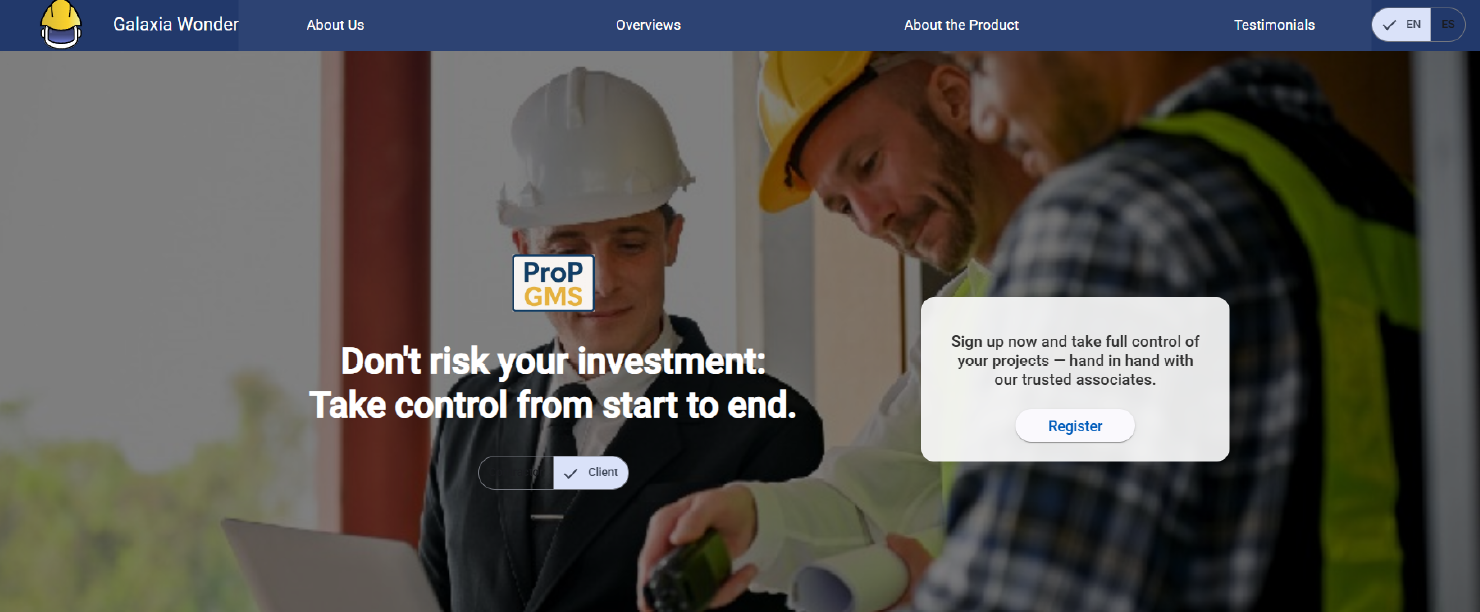 Galaxia Wonder
About Us
Overviews
About the Product
Testimonials
EN
ES
ProP
GMS
Don't risk your investment:
Take control from start to end.
Client
Sign up now and take full control of
your projects — hand in hand with
our trusted associates.
Register